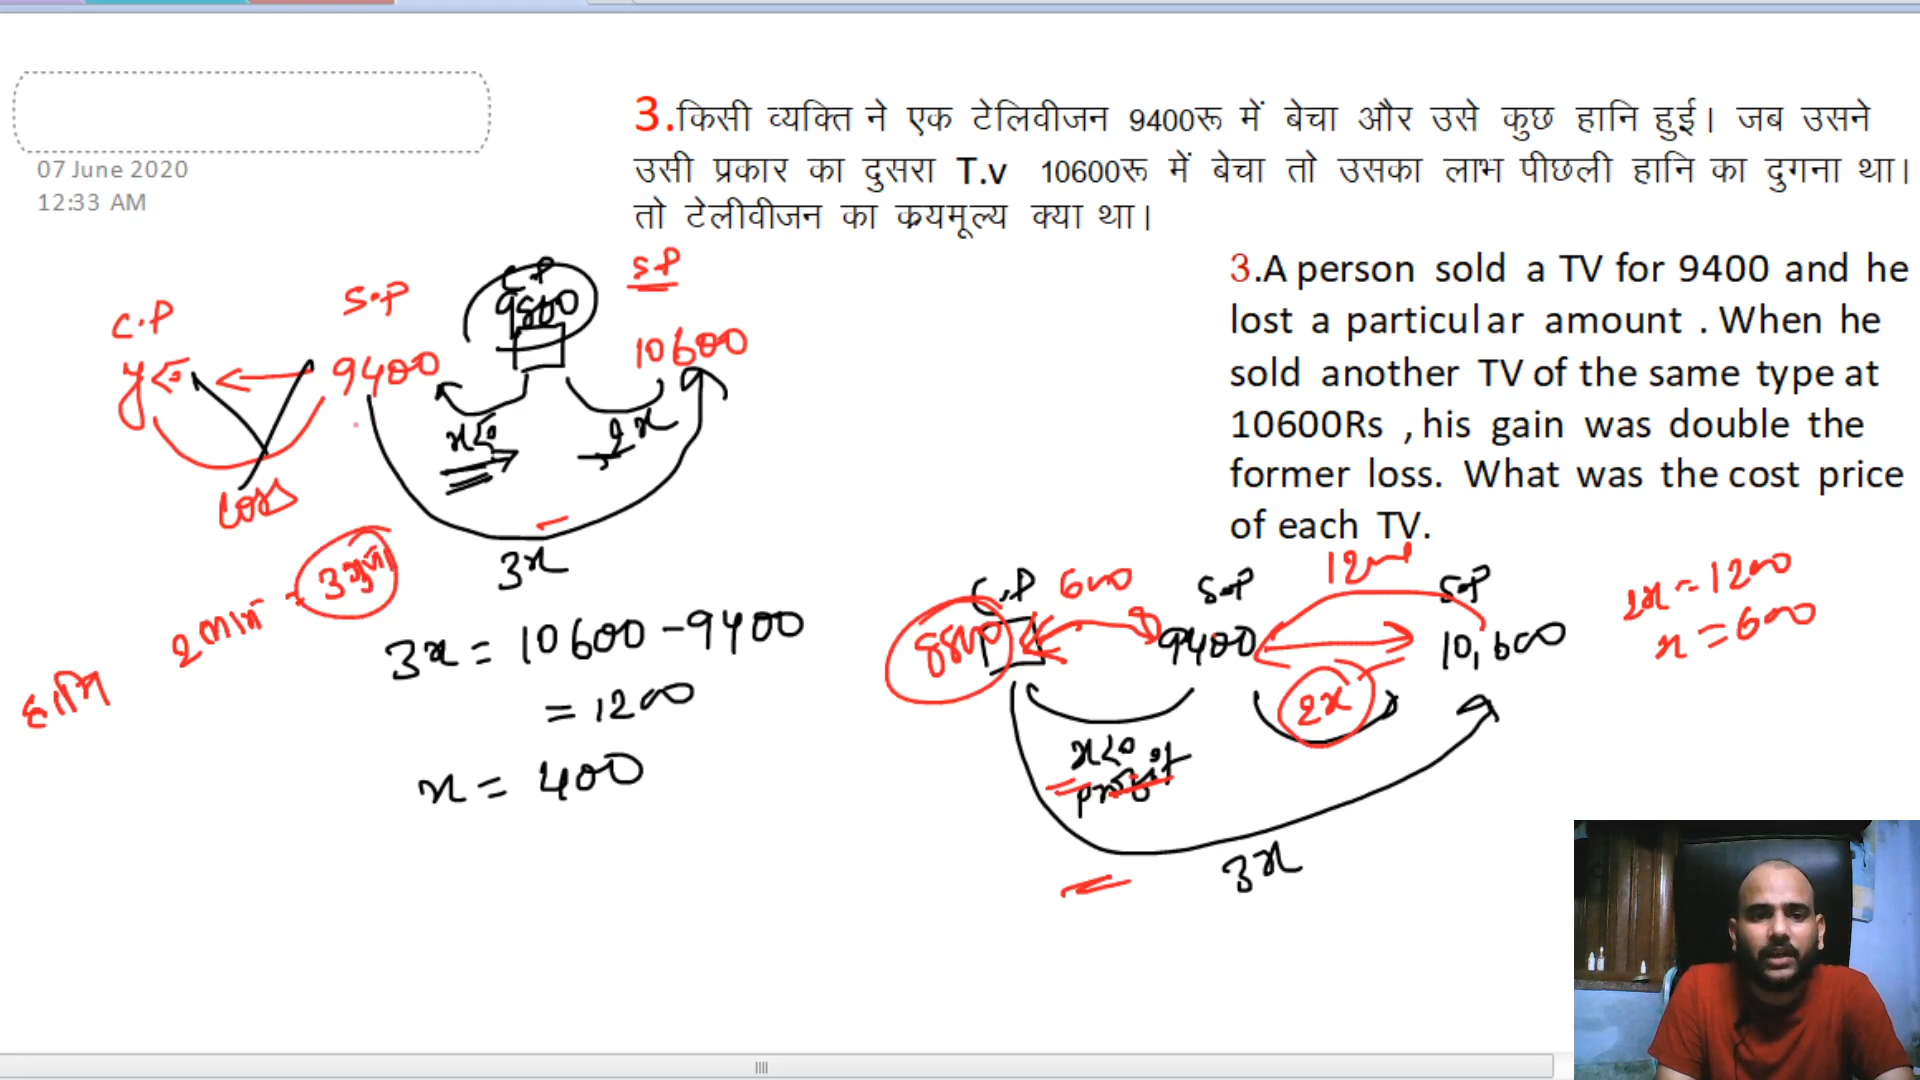 07 June 2020
12:33 AM
3.किसी व्यक्ति ने एक टेलिवीजन 9400रू में बेचा और उसे कुछ हानि हुई। जब उसने
उसी प्रकार का दुसरा T.v 10600रू में बेचा तो उसका लाभ पीछली हानि का दुगना था।
तो टेलीवीजन का क्रयमूल्य क्या था।
3.A person sold a TV for 9400 and he
lost a particular amount . When he
sold another TV of the same type at
10600Rs , his gain was double the
former loss. What was the cost price
of each TV.
C.P
S.P
C.P
9800
S.P
9400
10600
2x
Loss
3x
3x = 10600 - 9400
= 1200
x = 400
हानि
C.P
600
S.P
1200
S.P
8800
9400
10,600
2x
profit
3x
2x = 1200
x = 600